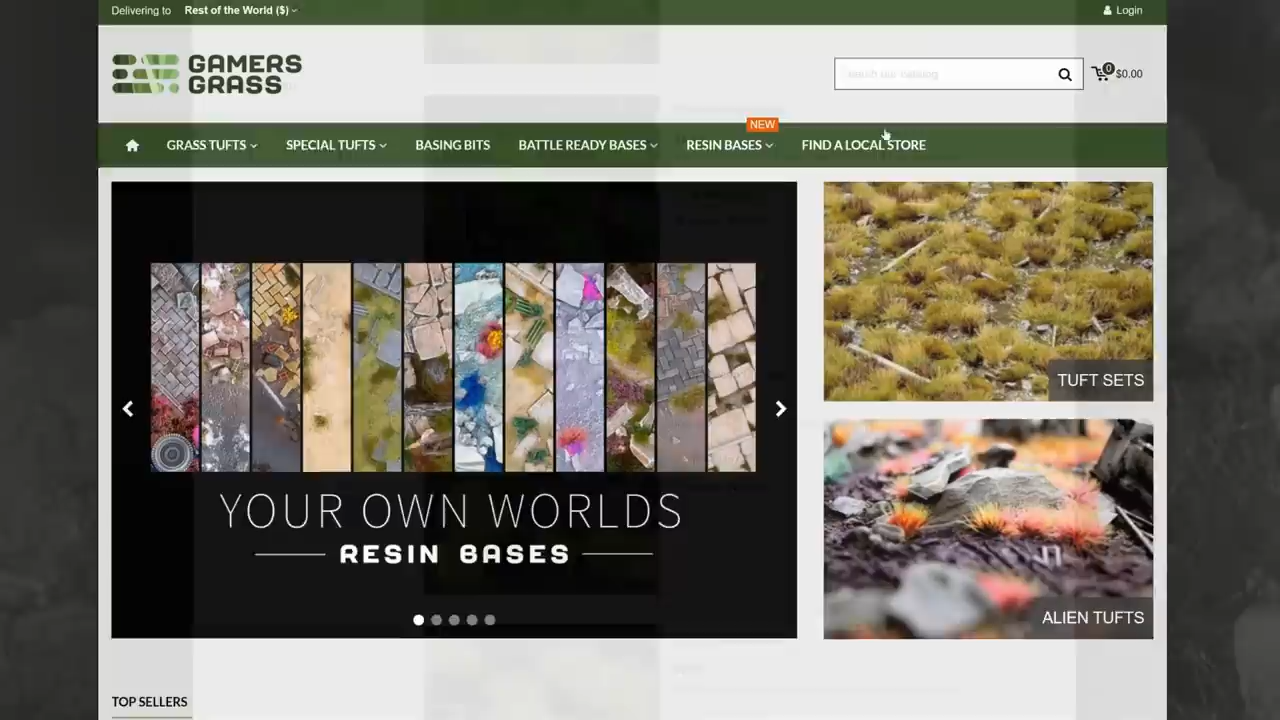 Delivering to Rest of the World ($)
Login
GAMERS
GRASS
Search our catalog
0 $0.00
NEW
GRASS TUFTS SPECIAL TUFTS BASING BITS BATTLE READY BASES RESIN BASES FIND A LOCAL STORE
TUFT SETS
YOUR OWN WORLDS
RESIN BASES
ALIEN TUFTS
TOP SELLERS